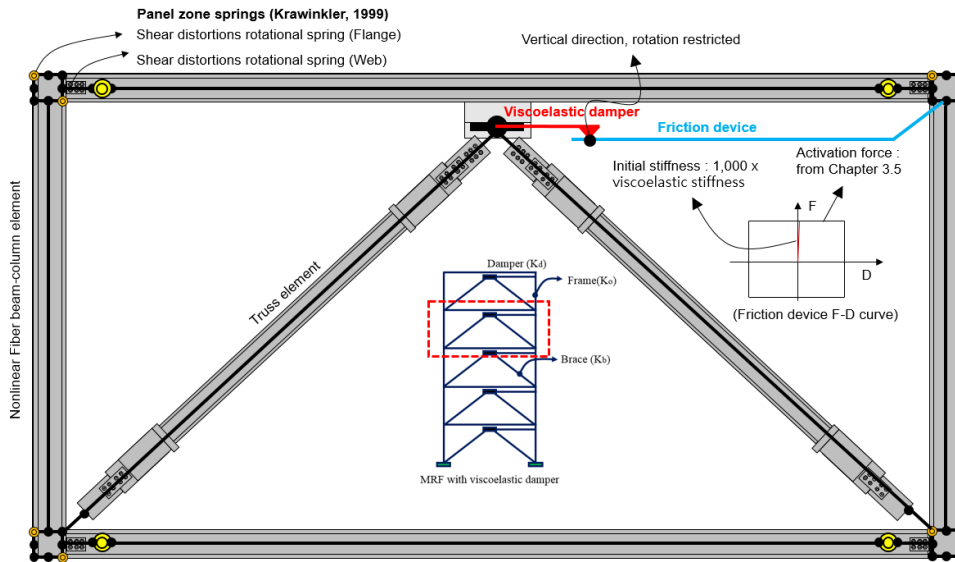 Panel zone springs (Krawinkler, 1999)
Shear distortions rotational spring (Flange)
Shear distortions rotational spring (Web)
Vertical direction, rotation restricted
Viscoelastic damper
Friction device
Initial stiffness : 1,000 x
viscoelastic stiffness
Activation force :
from Chapter 3.5
F
D
(Friction device F-D curve)
Nonlinear Fiber beam-column element
Truss element
Damper (Kd)
Frame(Ko)
Brace (Kb)
MRF with viscoelastic damper